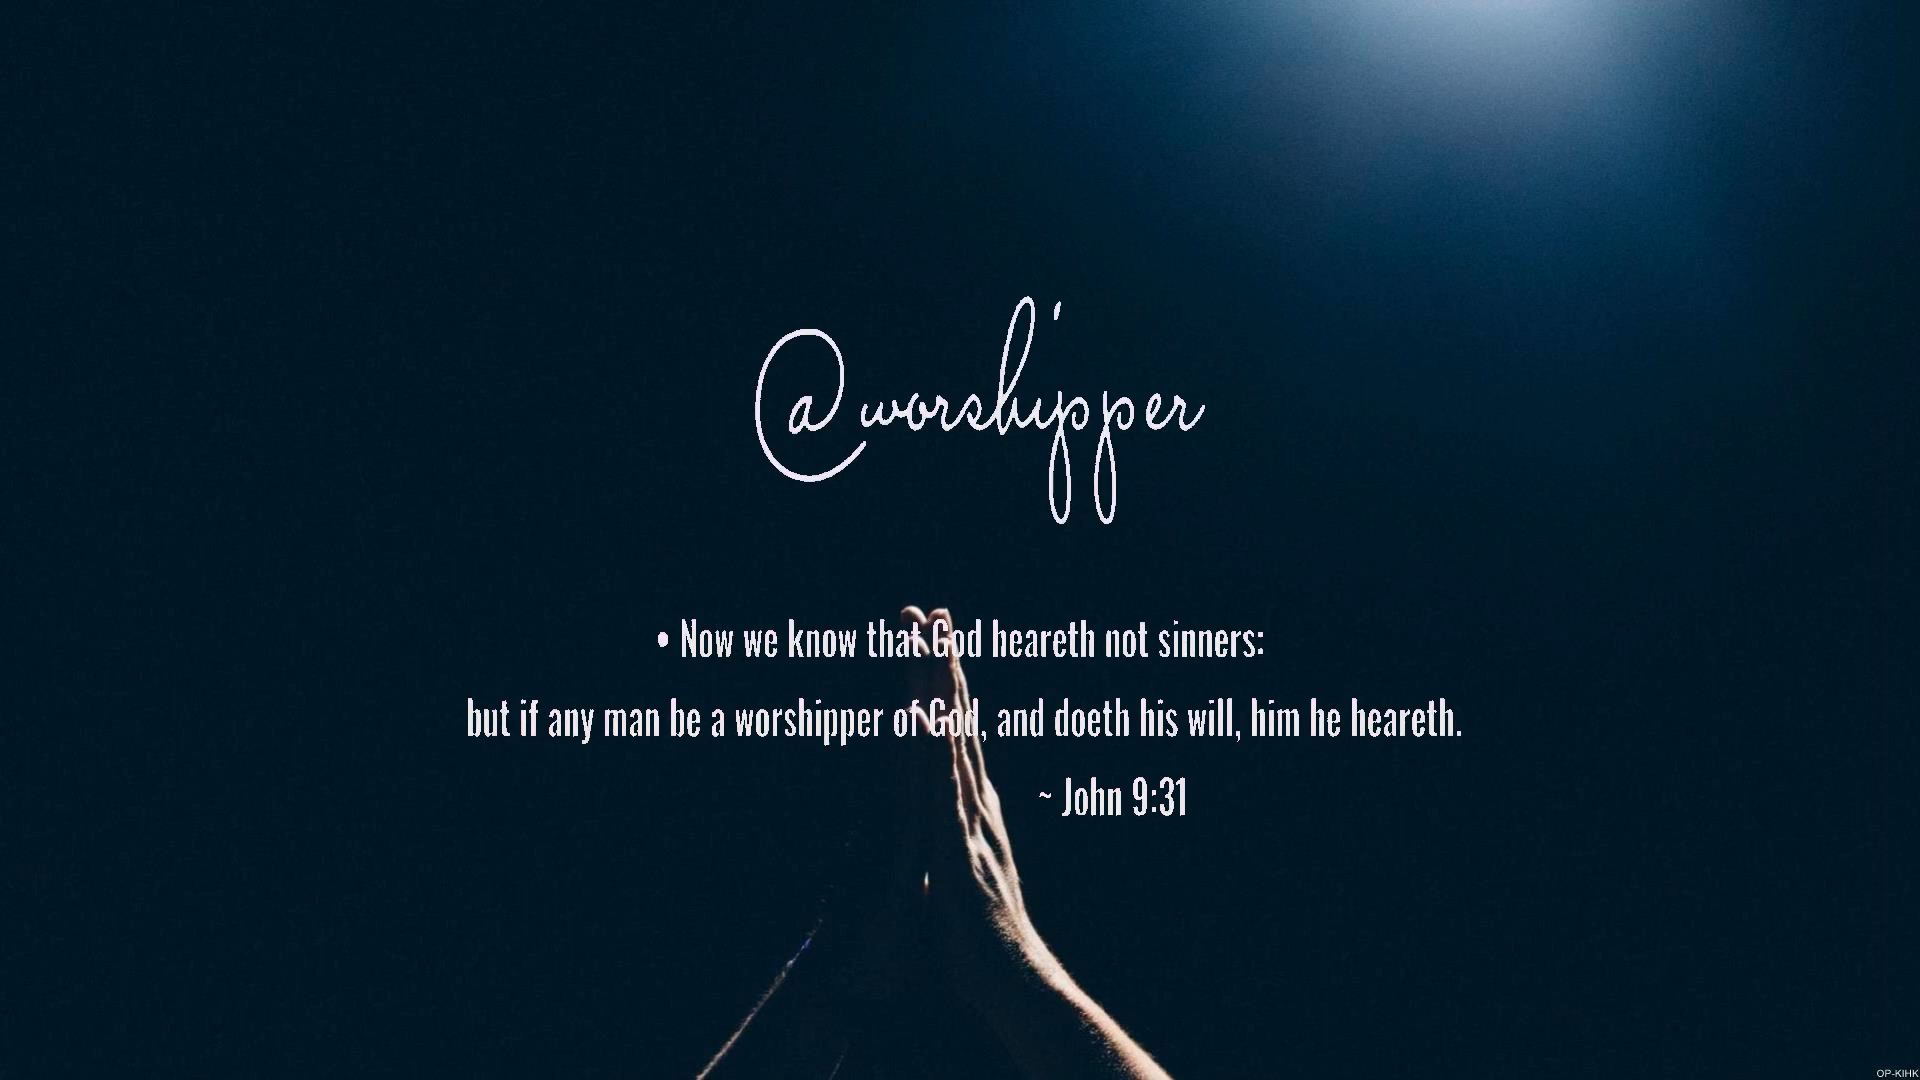 @worshipper
• Now we know that God heareth not sinners:
but if any man be a worshipper of God, and doeth his will, him he heareth.
~ John 9:31
OP-KIHK